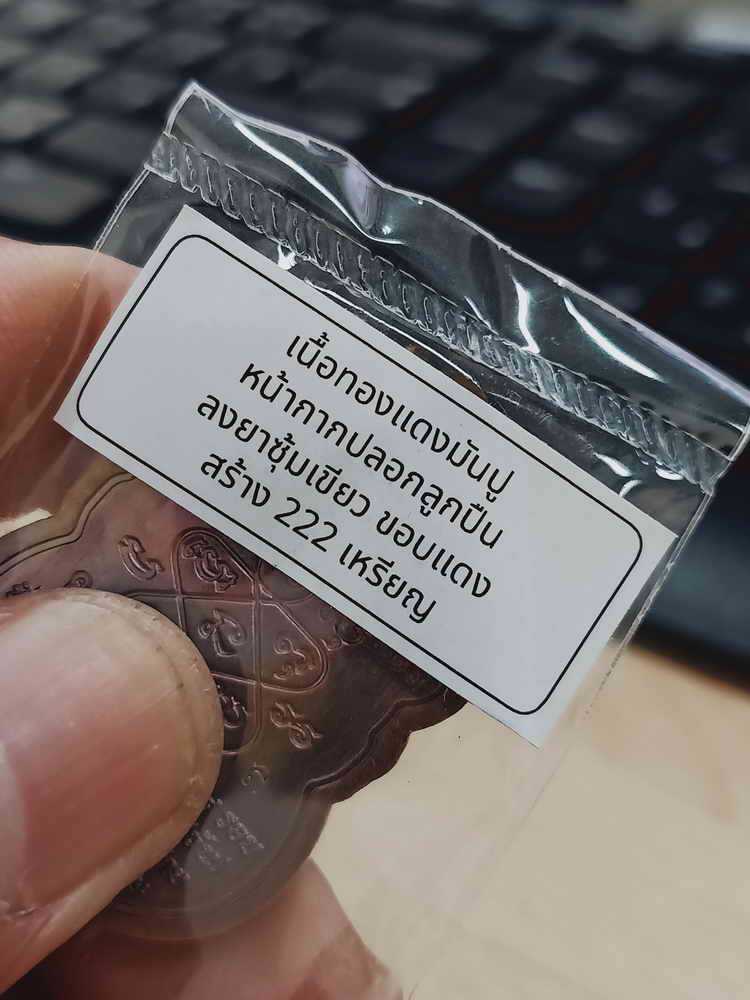 เนื้อทองแดงมันปู
หน้ากากปลอกลูกปืน
ลงยาซุ้มเขียว ขอบแดง
สร้าง 222 เหรียญ